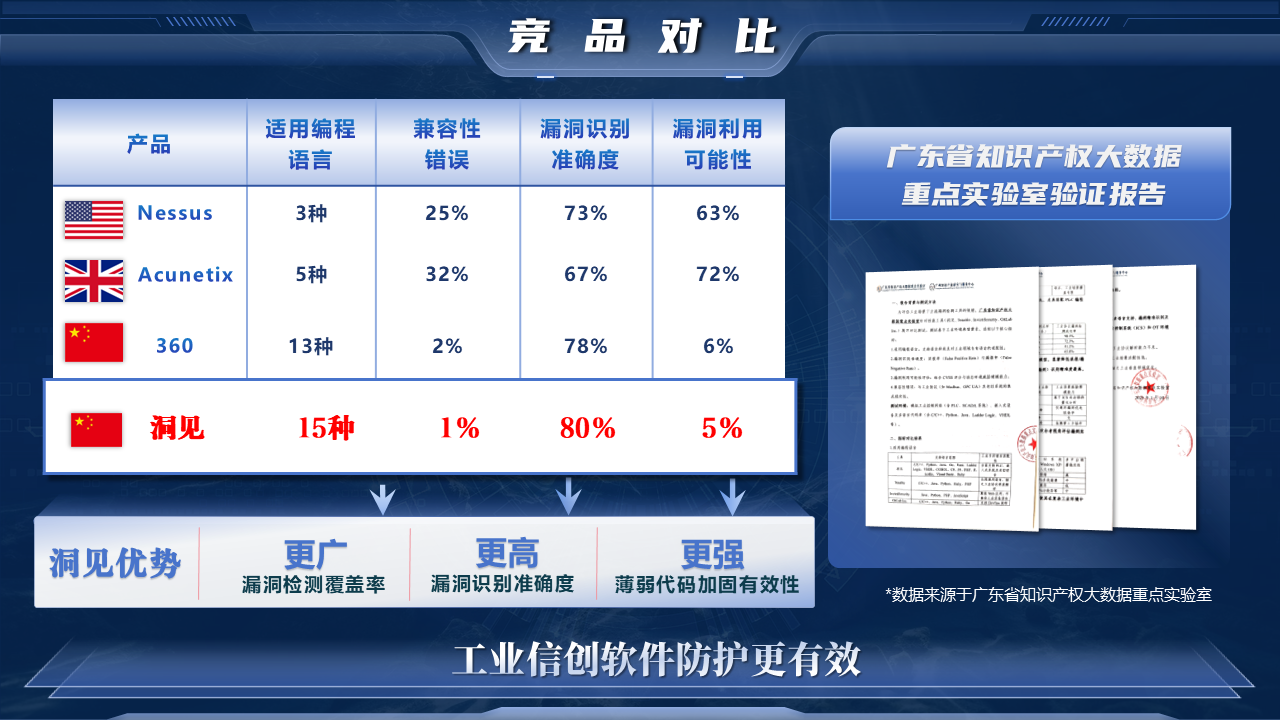 竞品对比
产品
适用编程
语言
兼容性
错误
漏洞识别
准确度
漏洞利用
可能性
Nessus
3种
25%
73%
63%
Acunetix
5种
32%
67%
72%
360
13种
2%
78%
6%
洞见
15种
1%
80%
5%
洞见优势
更广
漏洞检测覆盖率
更高
漏洞识别准确度
更强
薄弱代码加固有效性
广东省知识产权大数据
重点实验室验证报告
*数据来源于广东省知识产权大数据重点实验室
工业信创软件防护更有效